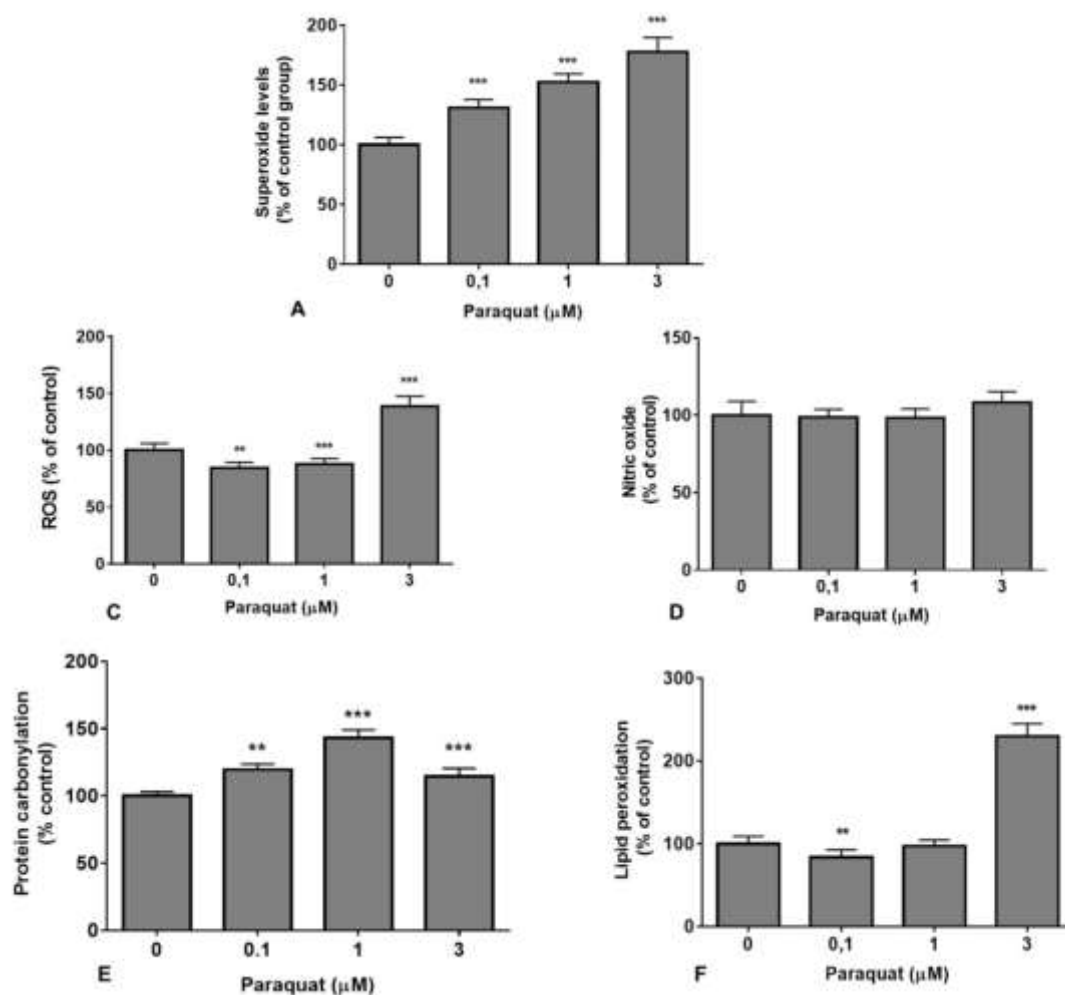 Superoxide levels
(% of control group)
200
150
100
50
0
***
***
***
0
0,1
1
3
A
Paraquat (μM)
ROS (% of control)
200
150
100
50
0
**
***
***
0
0,1
1
3
C
Paraquat (μM)
Nitric oxide
(% of control)
150
100
50
0
0
0,1
1
3
D
Paraquat (μM)
Protein carbonylation
(% control)
200
150
100
50
0
**
***
***
0
0.1
1
3
E
Paraquat (μM)
Lipid peroxidation
(% of control)
300
200
100
0
**
***
0
0,1
1
3
F
Paraquat (μM)